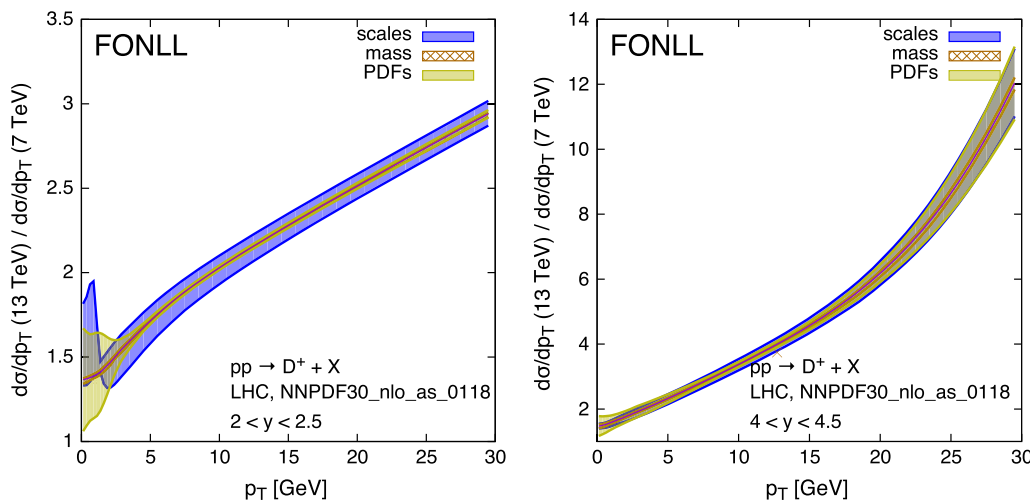 3.5
3
2.5
2
1.5
1
dσ/dp_T (13 TeV) / dσ/dp_T (7 TeV)
FONLL
scales
mass
PDFs
pp → D⁺ + X
LHC, NNPDF30_nlo_as_0118
2 < y < 2.5
0 5 10 15 20 25 30
p_T [GeV]
14
12
10
8
6
4
2
dσ/dp_T (13 TeV) / dσ/dp_T (7 TeV)
FONLL
scales
mass
PDFs
pp → D⁺ + X
LHC, NNPDF30_nlo_as_0118
4 < y < 4.5
0 5 10 15 20 25 30
p_T [GeV]